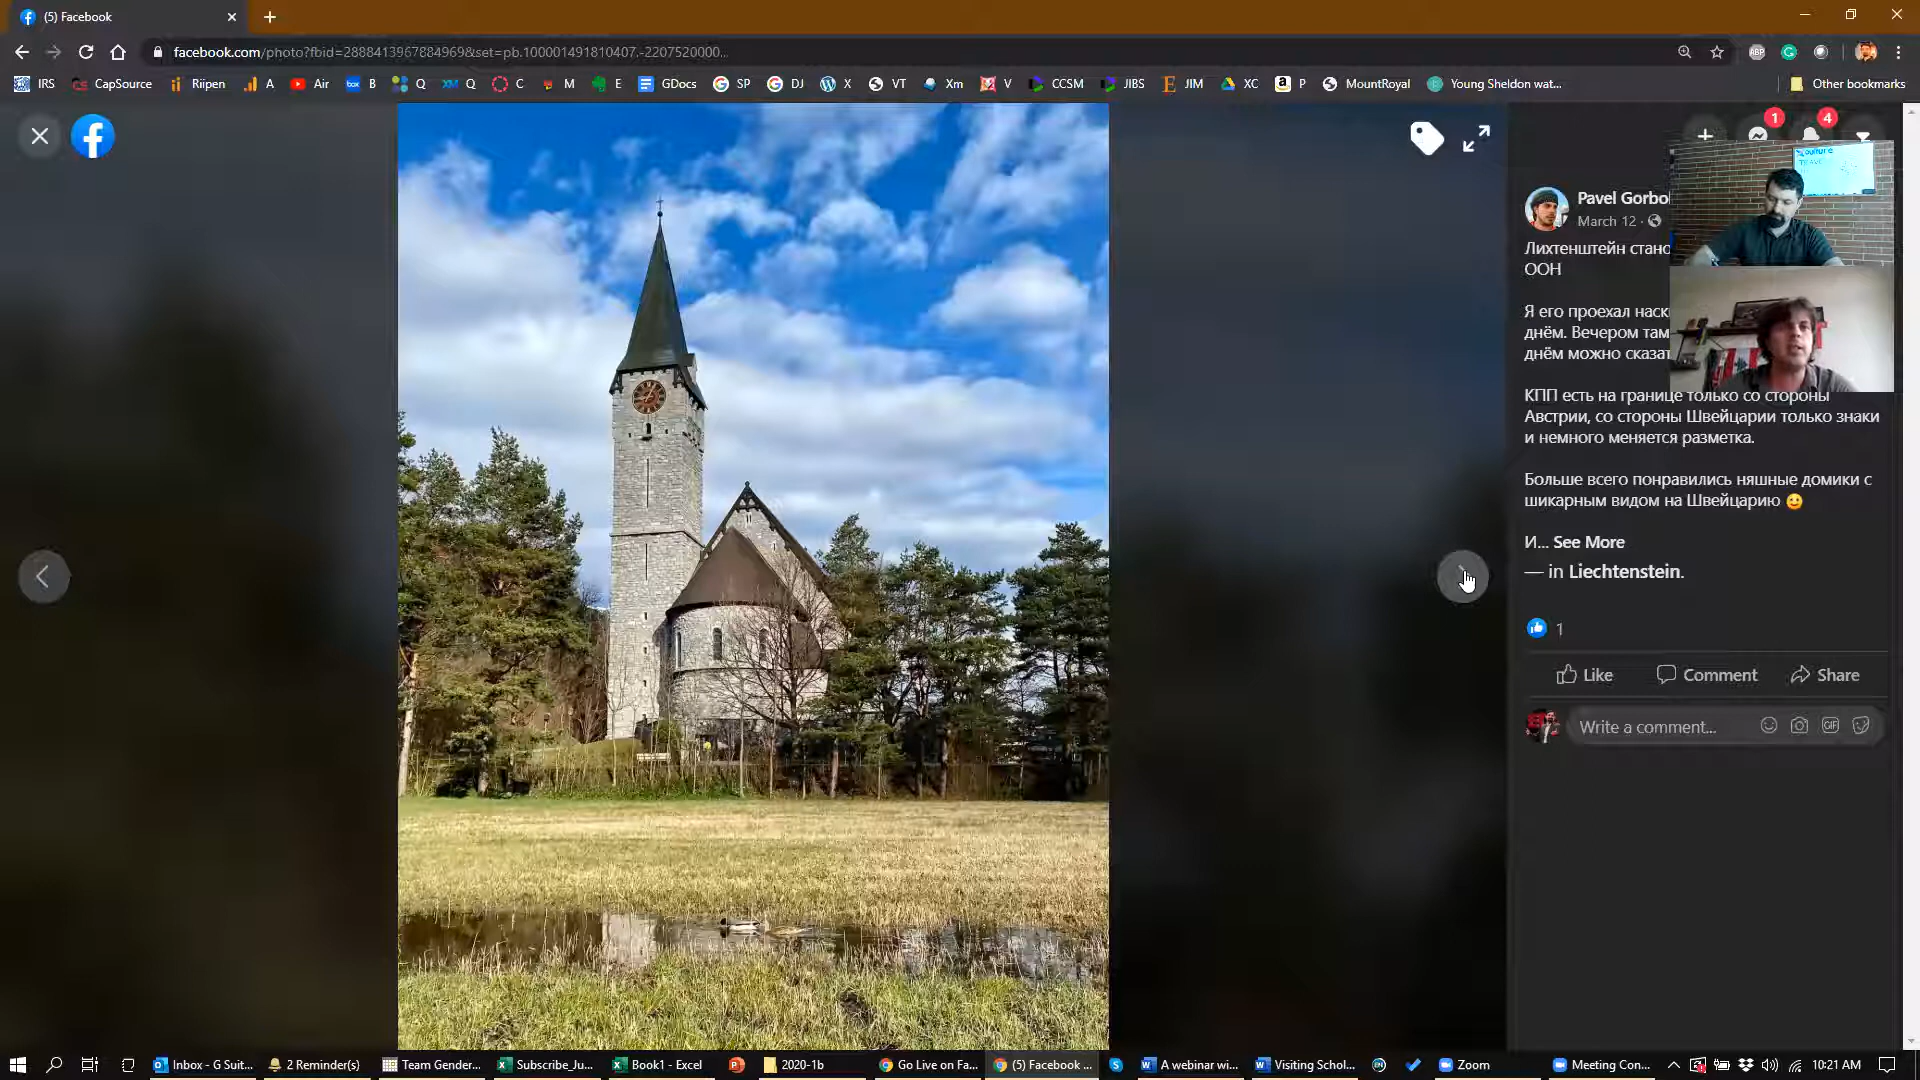 (5) Facebook
facebook.com/photo?fbid=2888413967884969&set=pb.100001491810407.-2207520000...
ABP
IRS CapSource Riipen A Air B Q Q C M E GDocs SP DJ X VT Xm V CCSM JIBS JIM XC P MountRoyal Young Sheldon wat... Other bookmarks
1 4
Pavel Gorbo
March 12 ·
Лихтенштейн стано
ООН
Я его проехал наск
днём. Вечером там
днём можно сказат
КПП есть на границе только со стороны
Австрии, со стороны Швейцарии только знаки
и немного меняется разметка.
Больше всего понравились няшные домики с
шикарным видом на Швейцарию
И... See More
— in Liechtenstein.
1
Like Comment Share
Write a comment... GIF
Inbox - G Suit... 2 Reminder(s) Team Gender... Subscribe_Ju... Book1 - Excel 2020-1b Go Live on Fa... (5) Facebook ... A webinar wi... Visiting Schol... Zoom Meeting Con... 10:21 AM